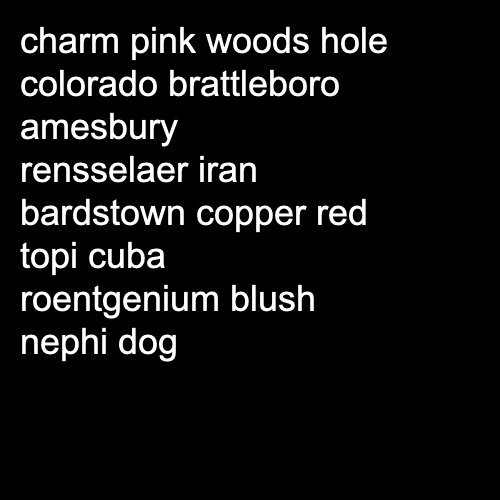 charm pink woods hole
colorado brattleboro
amesbury
rensselaer iran
bardstown copper red
topi cuba
roentgenium blush
nephi dog